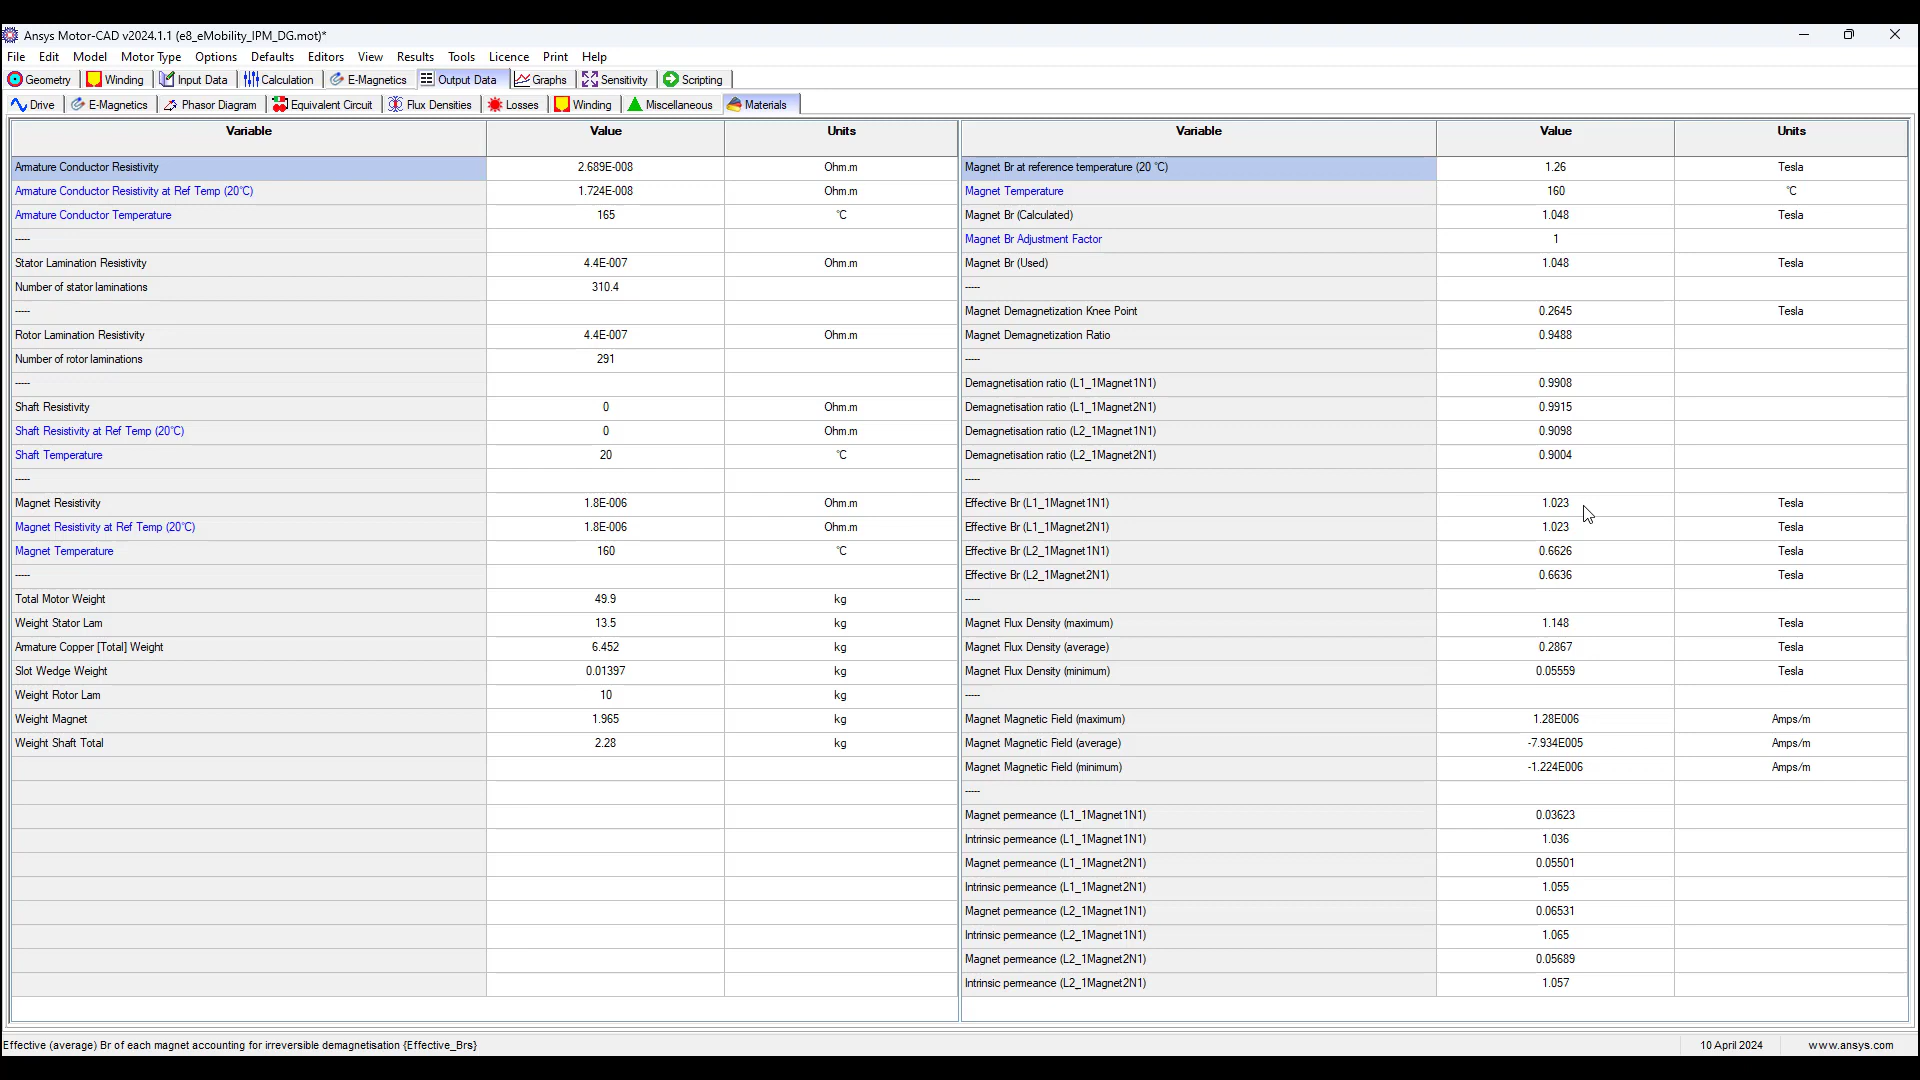 Ansys Motor-CAD v2024.1.1 (e8_eMobility_IPM_DG.mot)*
File Edit Model Motor Type Options Defaults Editors View Results Tools Licence Print Help
Geometry Winding Input Data Calculation E-Magnetics Output Data Graphs Sensitivity Scripting
Drive E-Magnetics Phasor Diagram Equivalent Circuit Flux Densities Losses Winding Miscellaneous Materials
Variable Value Units
Armature Conductor Resistivity 2.689E-008 Ohm.m
Armature Conductor Resistivity at Ref Temp (20°C) 1.724E-008 Ohm.m
Armature Conductor Temperature 165 °C
-----
Stator Lamination Resistivity 4.4E-007 Ohm.m
Number of stator laminations 310.4
-----
Rotor Lamination Resistivity 4.4E-007 Ohm.m
Number of rotor laminations 291
-----
Shaft Resistivity 0 Ohm.m
Shaft Resistivity at Ref Temp (20°C) 0 Ohm.m
Shaft Temperature 20 °C
-----
Magnet Resistivity 1.8E-006 Ohm.m
Magnet Resistivity at Ref Temp (20°C) 1.8E-006 Ohm.m
Magnet Temperature 160 °C
-----
Total Motor Weight 49.9 kg
Weight Stator Lam 13.5 kg
Armature Copper [Total] Weight 6.452 kg
Slot Wedge Weight 0.01397 kg
Weight Rotor Lam 10 kg
Weight Magnet 1.965 kg
Weight Shaft Total 2.28 kg
Variable Value Units
Magnet Br at reference temperature (20 °C) 1.26 Tesla
Magnet Temperature 160 °C
Magnet Br (Calculated) 1.048 Tesla
Magnet Br Adjustment Factor 1
Magnet Br (Used) 1.048 Tesla
-----
Magnet Demagnetization Knee Point 0.2645 Tesla
Magnet Demagnetization Ratio 0.9488
-----
Demagnetisation ratio (L1_1Magnet1N1) 0.9908
Demagnetisation ratio (L1_1Magnet2N1) 0.9915
Demagnetisation ratio (L2_1Magnet1N1) 0.9098
Demagnetisation ratio (L2_1Magnet2N1) 0.9004
-----
Effective Br (L1_1Magnet1N1) 1.023 Tesla
Effective Br (L1_1Magnet2N1) 1.023 Tesla
Effective Br (L2_1Magnet1N1) 0.6626 Tesla
Effective Br (L2_1Magnet2N1) 0.6636 Tesla
-----
Magnet Flux Density (maximum) 1.148 Tesla
Magnet Flux Density (average) 0.2867 Tesla
Magnet Flux Density (minimum) 0.05559 Tesla
-----
Magnet Magnetic Field (maximum) 1.28E006 Amps/m
Magnet Magnetic Field (average) -7.934E005 Amps/m
Magnet Magnetic Field (minimum) -1.224E006 Amps/m
-----
Magnet permeance (L1_1Magnet1N1) 0.03623
Intrinsic permeance (L1_1Magnet1N1) 1.036
Magnet permeance (L1_1Magnet2N1) 0.05501
Intrinsic permeance (L1_1Magnet2N1) 1.055
Magnet permeance (L2_1Magnet1N1) 0.06531
Intrinsic permeance (L2_1Magnet1N1) 1.065
Magnet permeance (L2_1Magnet2N1) 0.05689
Intrinsic permeance (L2_1Magnet2N1) 1.057
Effective (average) Br of each magnet accounting for irreversible demagnetisation {Effective_Brs} 10 April 2024 www.ansys.com